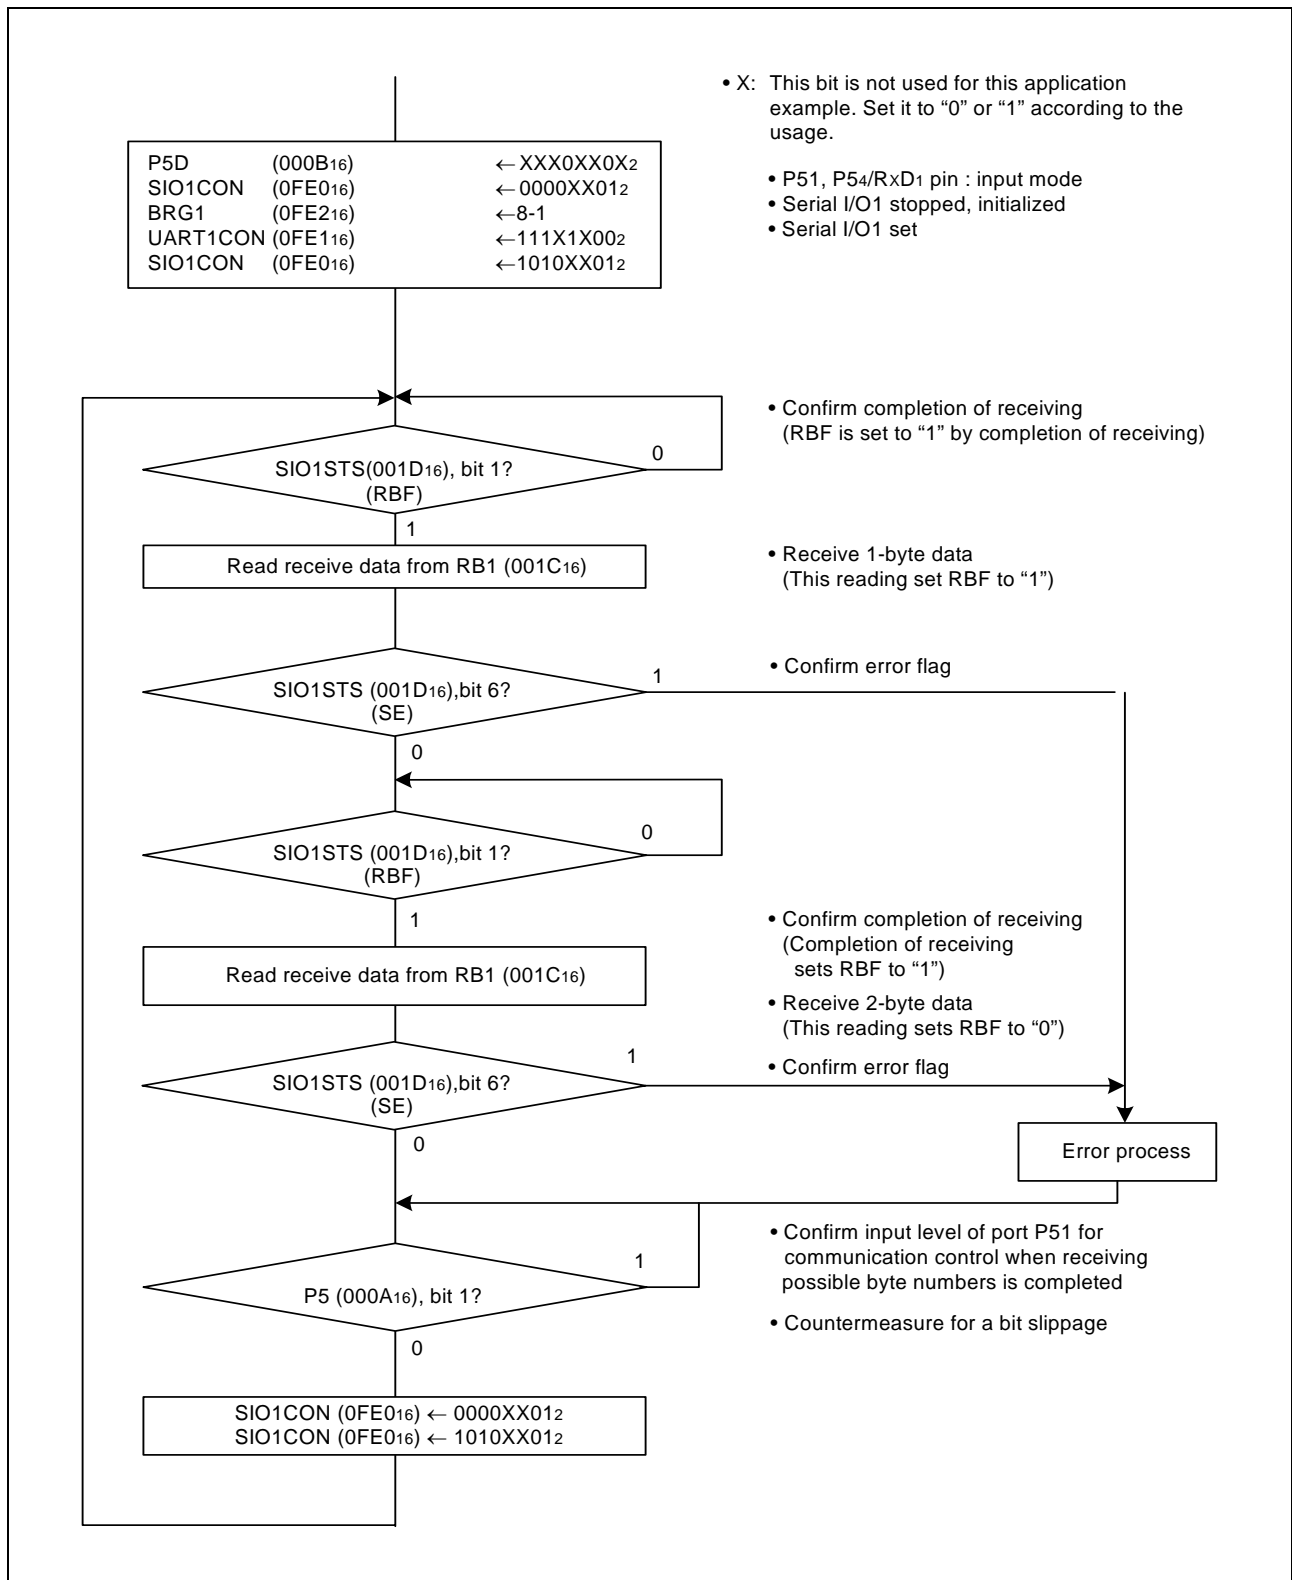 • X: This bit is not used for this application
example. Set it to “0” or “1” according to the
usage.
P5D (000B16) ←XXX0XX0X2
SIO1CON (0FE016) ←0000XX012
BRG1 (0FE216) ←8-1
UART1CON (0FE116) ←111X1X002
SIO1CON (0FE016) ←1010XX012
• P51, P54/RxD1 pin : input mode
• Serial I/O1 stopped, initialized
• Serial I/O1 set
• Confirm completion of receiving
(RBF is set to “1” by completion of receiving)
0
SIO1STS(001D16), bit 1?
(RBF)
1
Read receive data from RB1 (001C16)
• Receive 1-byte data
(This reading set RBF to “1”)
• Confirm error flag
1
SIO1STS (001D16),bit 6?
(SE)
0
0
SIO1STS (001D16),bit 1?
(RBF)
1
• Confirm completion of receiving
(Completion of receiving
sets RBF to “1”)
Read receive data from RB1 (001C16)
• Receive 2-byte data
(This reading sets RBF to “0”)
1
• Confirm error flag
SIO1STS (001D16),bit 6?
(SE)
0
Error process
• Confirm input level of port P51 for
communication control when receiving
possible byte numbers is completed
1
P5 (000A16), bit 1?
• Countermeasure for a bit slippage
0
SIO1CON (0FE016) ← 0000XX012
SIO1CON (0FE016) ← 1010XX012